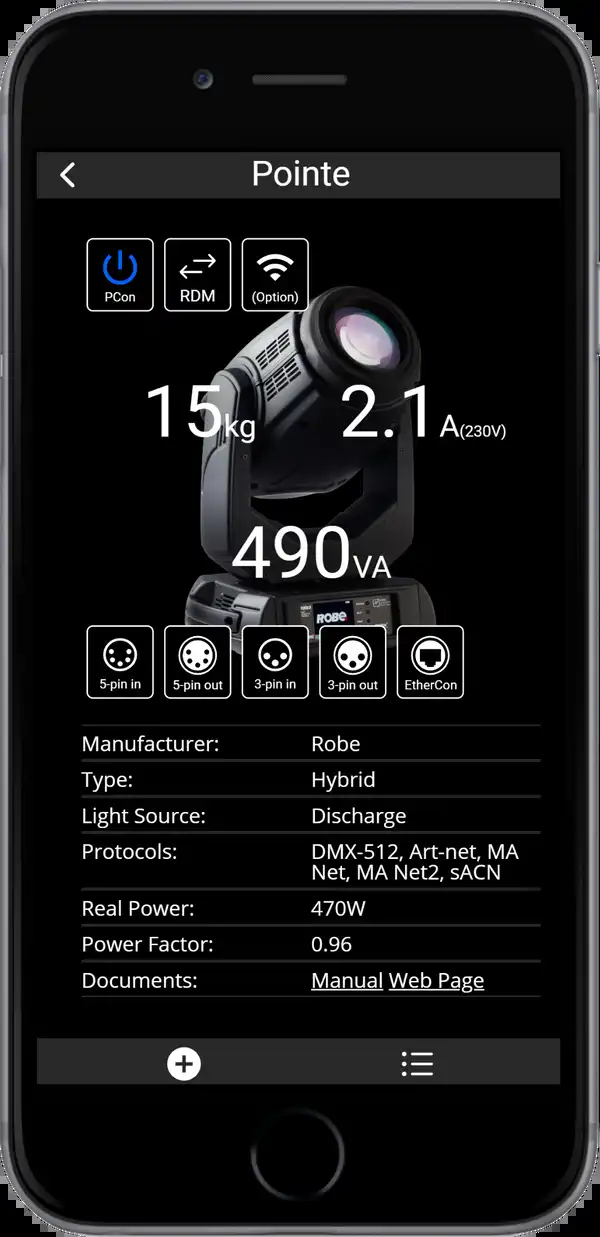 Pointe
PCon
RDM
(Option)
15kg
2.1A(230V)
490VA
ROBE
5-pin in
5-pin out
3-pin in
3-pin out
EtherCon
Manufacturer: Robe
Type: Hybrid
Light Source: Discharge
Protocols: DMX-512, Art-net, MA
Net, MA Net2, sACN
Real Power: 470W
Power Factor: 0.96
Documents: Manual Web Page